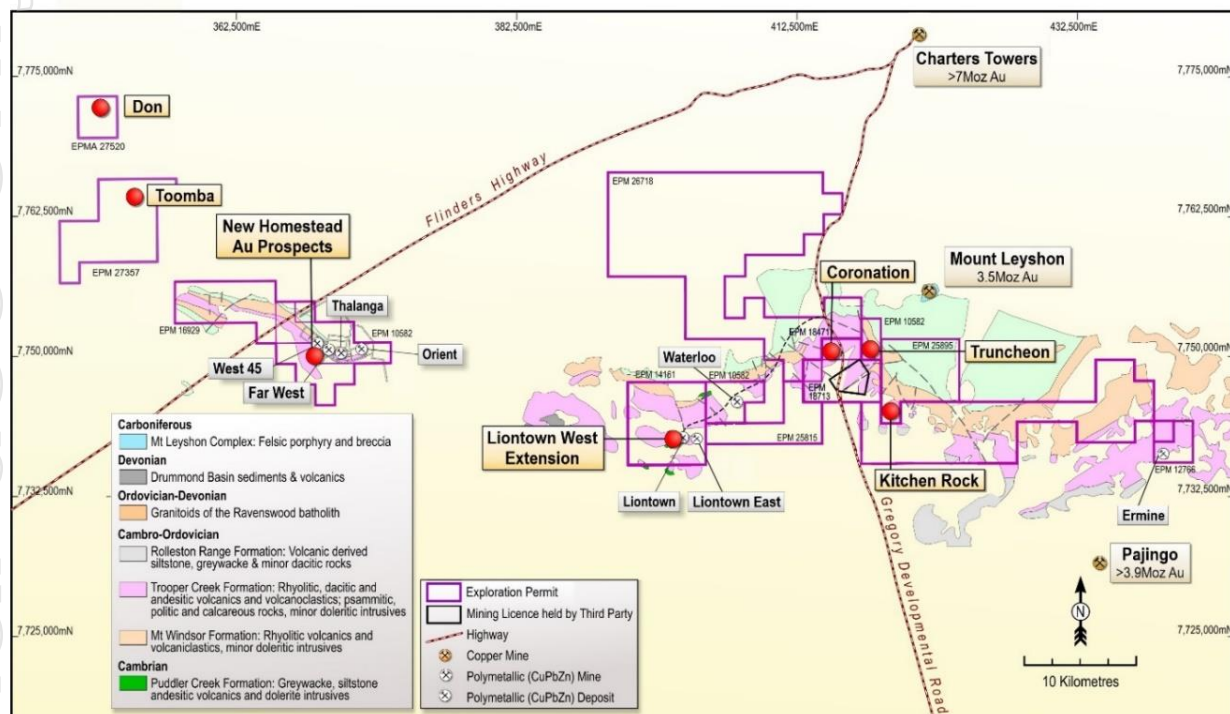 362,500mE
382,500mE
412,500mE
432,500mE
7,775,000mN
7,775,000mN
Charters Towers
>7Moz Au
Don
EPMA 27520
Flinders Highway
Toomba
EPM 26718
7,762,500mN
7,762,500mN
New Homestead
Au Prospects
EPM 27357
Coronation
Mount Leyshon
3.5Moz Au
Thalanga
EPM 16929
EPM 10582
EPM 18471
EPM 10582
EPM 25895
7,750,000mN
7,750,000mN
Orient
West 45
Waterloo
Truncheon
Far West
EPM 14161
EPM 10582
EPM
18713
Liontown West
Extension
EPM 25815
Kitchen Rock
EPM 12766
7,732,500mN
7,732,500mN
Liontown
Liontown East
Ermine
Gregory Developmental Road
Pajingo
>3.9Moz Au
7,725,000mN
7,725,000mN
N
10 Kilometres
Carboniferous
Mt Leyshon Complex: Felsic porphyry and breccia
Devonian
Drummond Basin sediments & volcanics
Ordovician-Devonian
Granitoids of the Ravenswood batholith
Cambro-Ordovician
Rolleston Range Formation: Volcanic derived
siltstone, greywacke & minor dacitic rocks
Trooper Creek Formation: Rhyolitic, dacitic and
andesitic volcanics and volcanoclastics; psammitic,
politic and calcareous rocks, minor doleritic intrusives
Mt Windsor Formation: Rhyolitic volcanics and
volcaniclastics, minor doleritic intrusives
Cambrian
Puddler Creek Formation: Greywacke, siltstone
andesitic volcanics and dolerite intrusives
Exploration Permit
Mining Licence held by Third Party
Highway
Copper Mine
Polymetallic (CuPbZn) Mine
Polymetallic (CuPbZn) Deposit